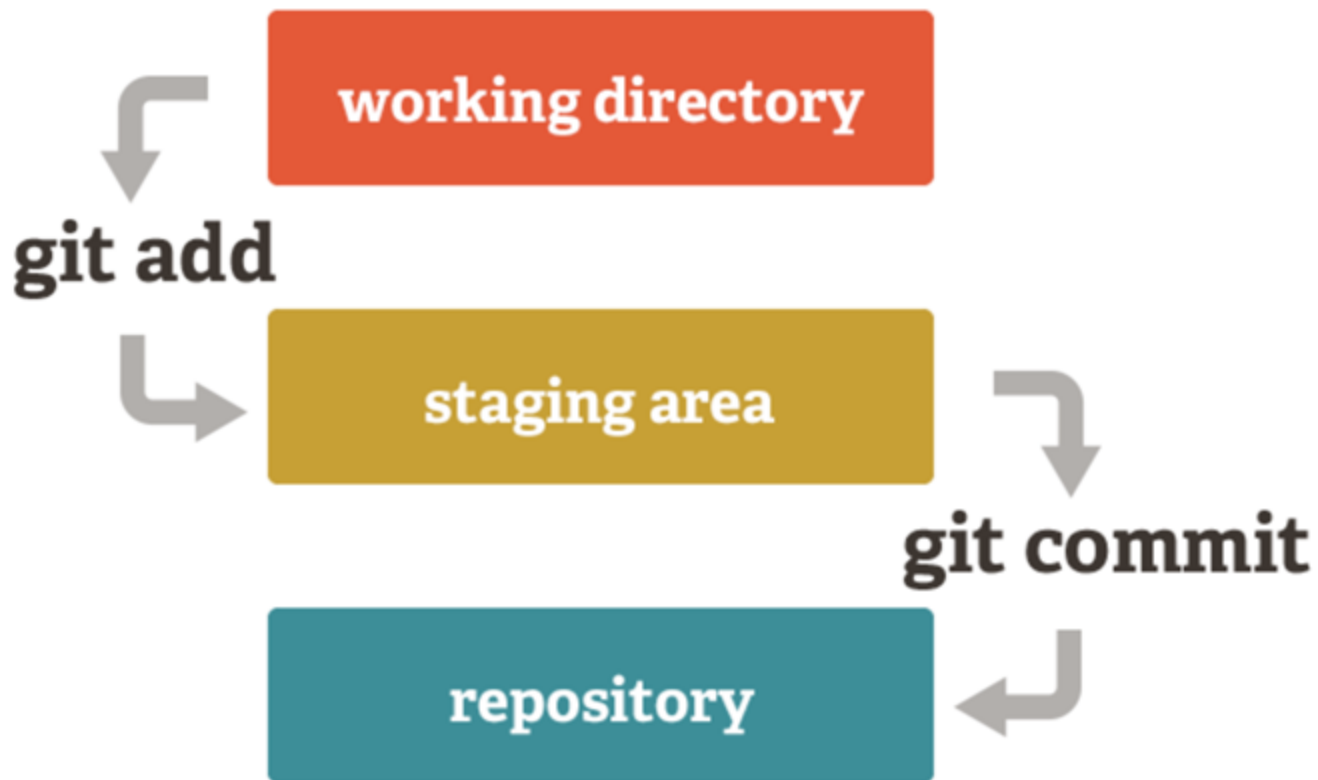 working directory
git add
staging area
git commit
repository